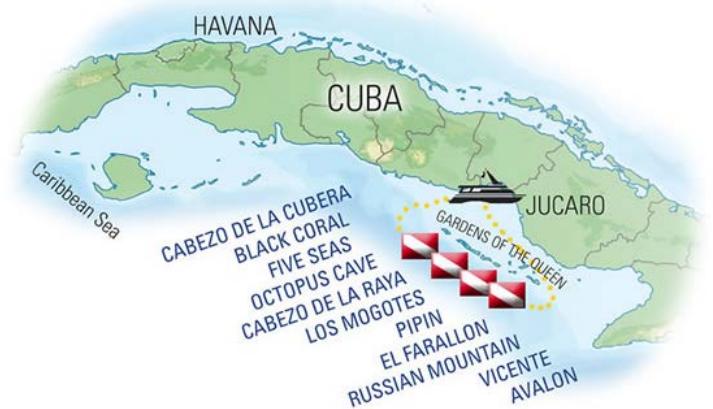 HAVANA
CUBA
Caribbean Sea
JUCARO
GARDENS OF THE QUEEN
CABEZO DE LA CUBERA
BLACK CORAL
FIVE SEAS
OCTOPUS CAVE
CABEZO DE LA RAYA
LOS MOGOTES
PIPIN
EL FARALLON
RUSSIAN MOUNTAIN
VICENTE
AVALON